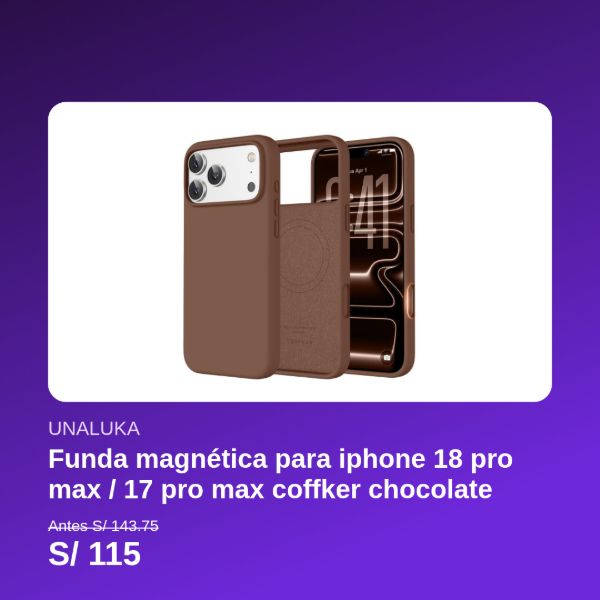 UNALUKA
Funda magnética para iphone 18 pro
max / 17 pro max coffker chocolate
Antes S/ 143.75
S/ 115